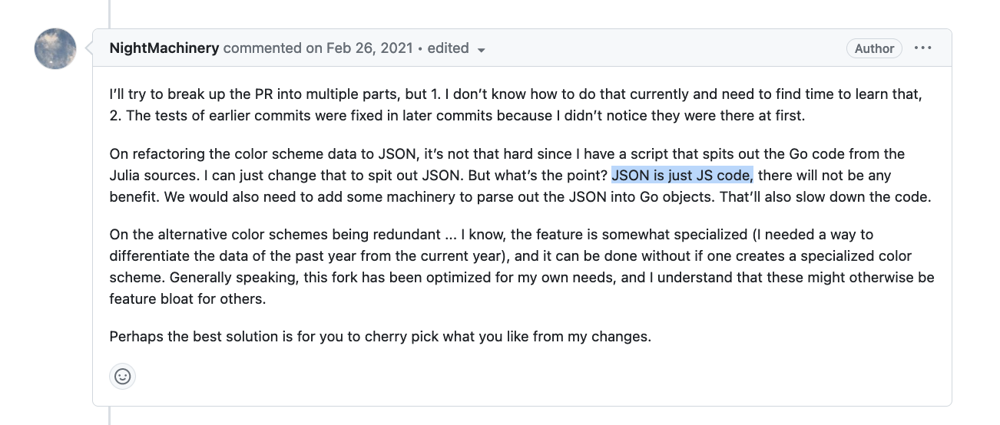 NightMachinery commented on Feb 26, 2021 • edited
Author
I’ll try to break up the PR into multiple parts, but 1. I don’t know how to do that currently and need to find time to learn that,
2. The tests of earlier commits were fixed in later commits because I didn’t notice they were there at first.
On refactoring the color scheme data to JSON, it’s not that hard since I have a script that spits out the Go code from the
Julia sources. I can just change that to spit out JSON. But what’s the point? JSON is just JS code, there will not be any
benefit. We would also need to add some machinery to parse out the JSON into Go objects. That’ll also slow down the code.
On the alternative color schemes being redundant ... I know, the feature is somewhat specialized (I needed a way to
differentiate the data of the past year from the current year), and it can be done without if one creates a specialized color
scheme. Generally speaking, this fork has been optimized for my own needs, and I understand that these might otherwise be
feature bloat for others.
Perhaps the best solution is for you to cherry pick what you like from my changes.